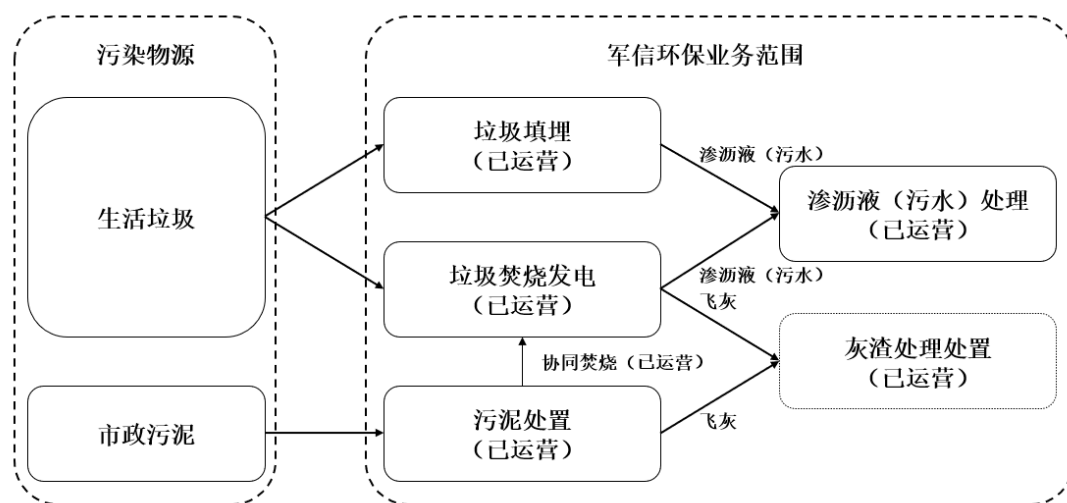 污染物源
军信环保业务范围
生活垃圾
市政污泥
垃圾填埋
（已运营）
垃圾焚烧发电
（已运营）
协同焚烧（已运营）
污泥处置
（已运营）
渗沥液（污水）
渗沥液（污水）处理
（已运营）
渗沥液（污水）
飞灰
灰渣处理处置
（已运营）
飞灰